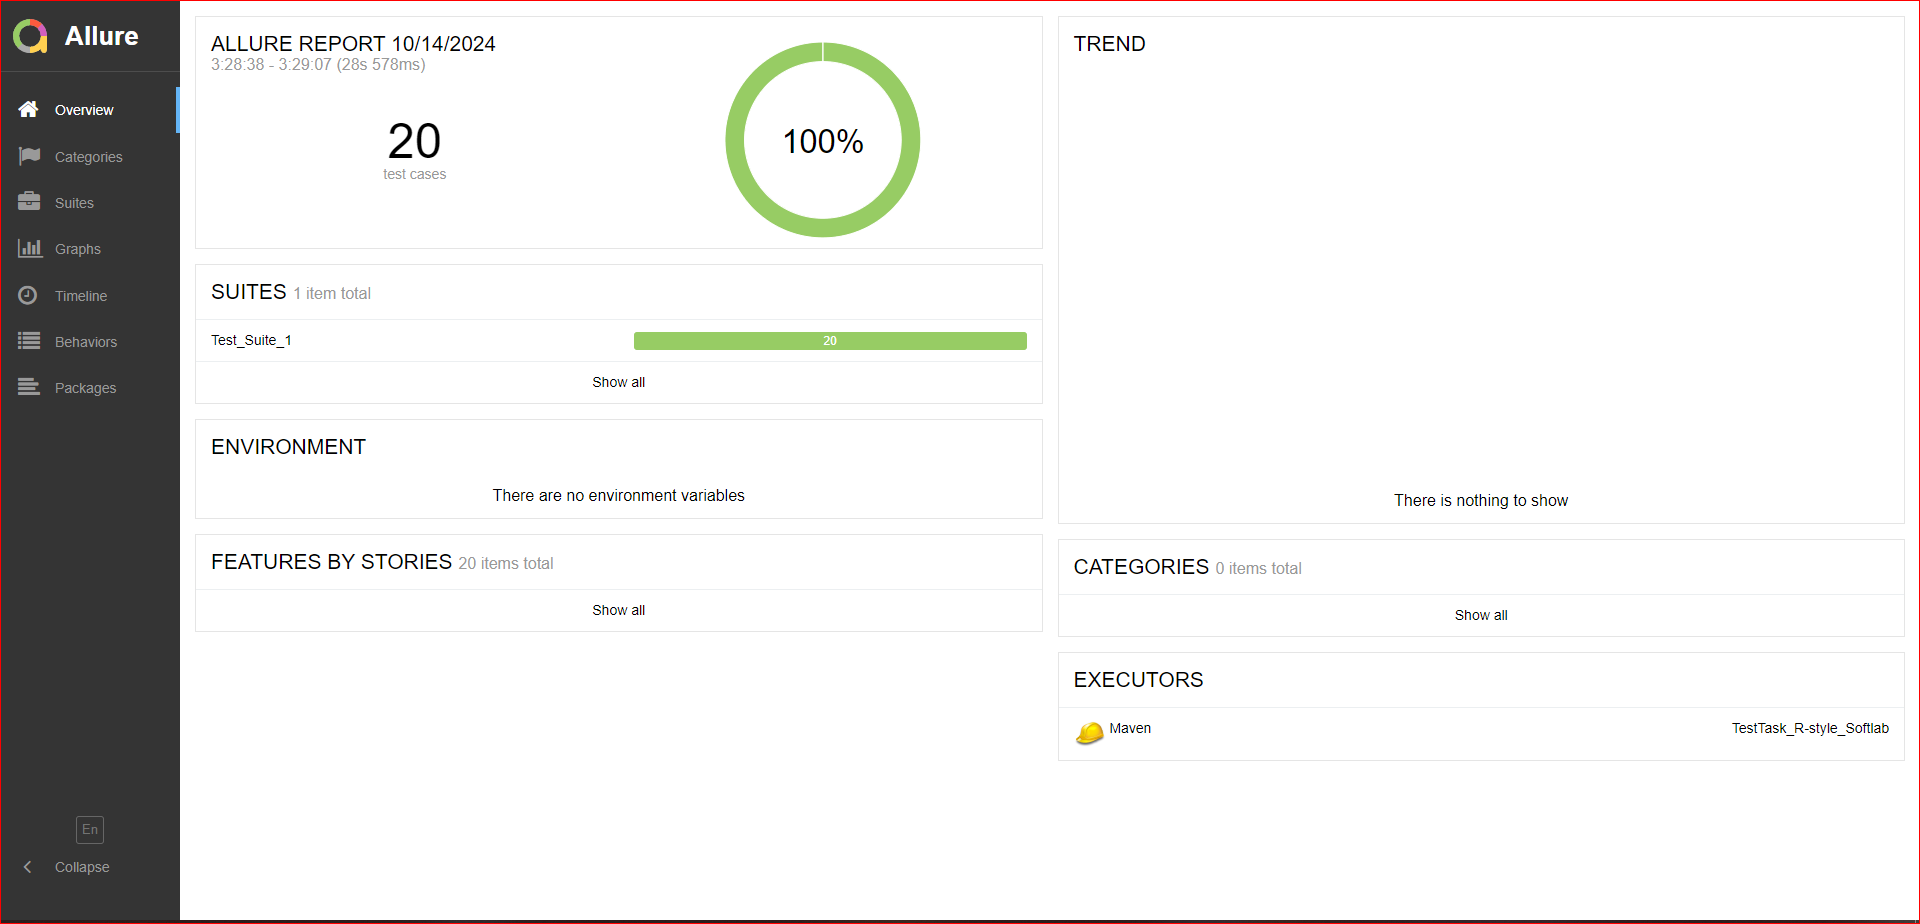 Allure
Overview
Categories
Suites
Graphs
Timeline
Behaviors
Packages
En
Collapse
ALLURE REPORT 10/14/2024
3:28:38 - 3:29:07 (28s 578ms)
20
test cases
100%
SUITES 1 item total
Test_Suite_1 20
Show all
ENVIRONMENT
There are no environment variables
FEATURES BY STORIES 20 items total
Show all
TREND
There is nothing to show
CATEGORIES 0 items total
Show all
EXECUTORS
Maven TestTask_R-style_Softlab